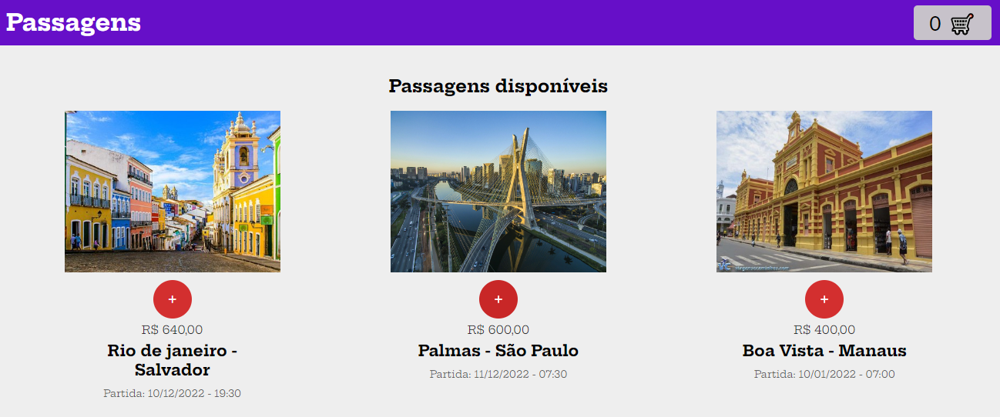 Passagens
0
Passagens disponíveis
+
R$ 640,00
Rio de janeiro -
Salvador
Partida: 10/12/2022 - 19:30
+
R$ 600,00
Palmas - São Paulo
Partida: 11/12/2022 - 07:30
+
R$ 400,00
Boa Vista - Manaus
Partida: 10/01/2022 - 07:00